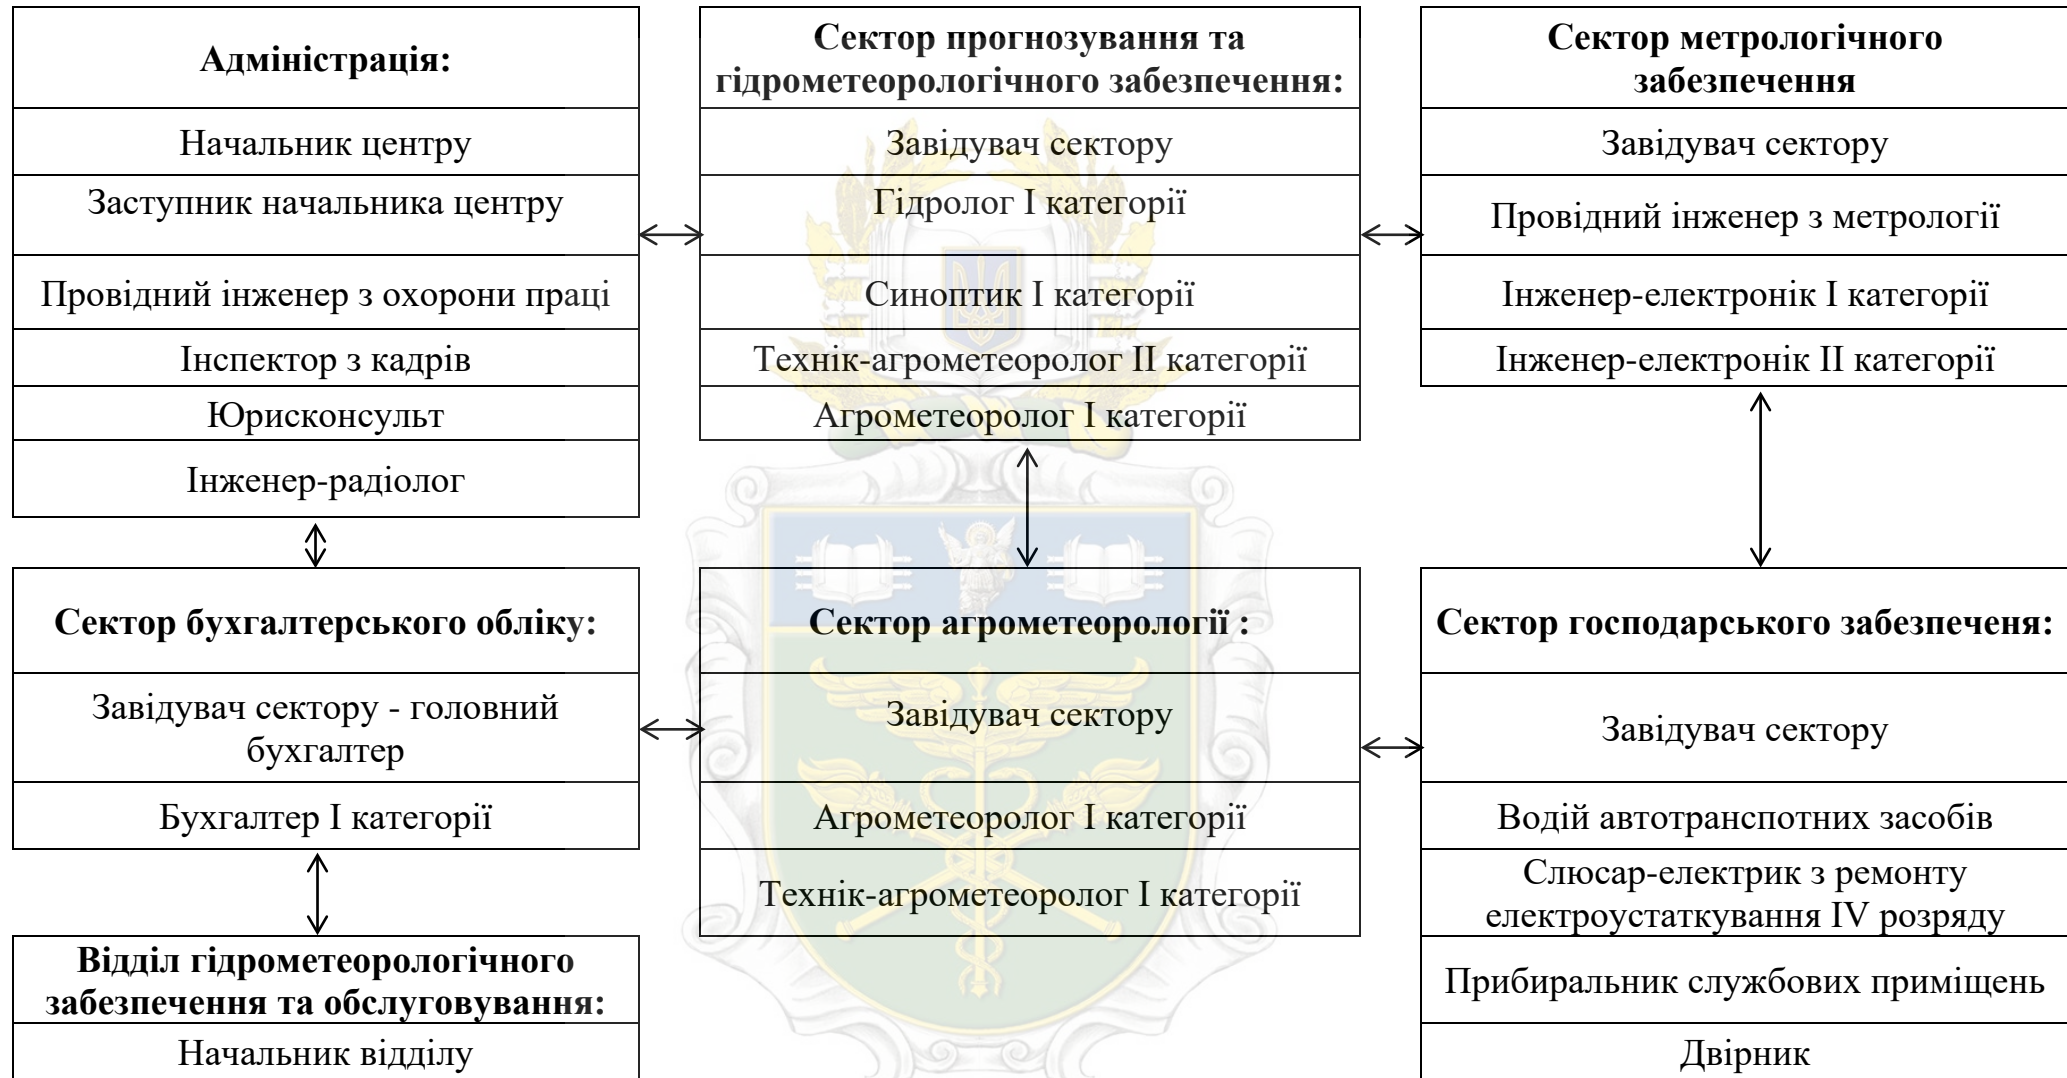 Адміністрація:
Начальник центру
Заступник начальника центру
Провідний інженер з охорони праці
Інспектор з кадрів
Юрисконсульт
Інженер-радіолог
Сектор прогнозування та
гідрометеорологічного забезпечення:
Завідувач сектору
Гідролог І категорії
Синоптик І категорії
Технік-агрометеоролог ІІ категорії
Агрометеоролог І категорії
Сектор метрологічного
забезпечення
Завідувач сектору
Провідний інженер з метрології
Інженер-електронік І категорії
Інженер-електронік ІІ категорії
Сектор бухгалтерського обліку:
Завідувач сектору - головний
бухгалтер
Бухгалтер І категорії
Сектор агрометеорології :
Завідувач сектору
Агрометеоролог І категорії
Технік-агрометеоролог І категорії
Сектор господарського забезпеченя:
Завідувач сектору
Водій автотранспотних засобів
Слюсар-електрик з ремонту
електроустаткування IV розряду
Прибиральник службових приміщень
Двірник
Відділ гідрометеорологічного
забезпечення та обслуговування:
Начальник відділу